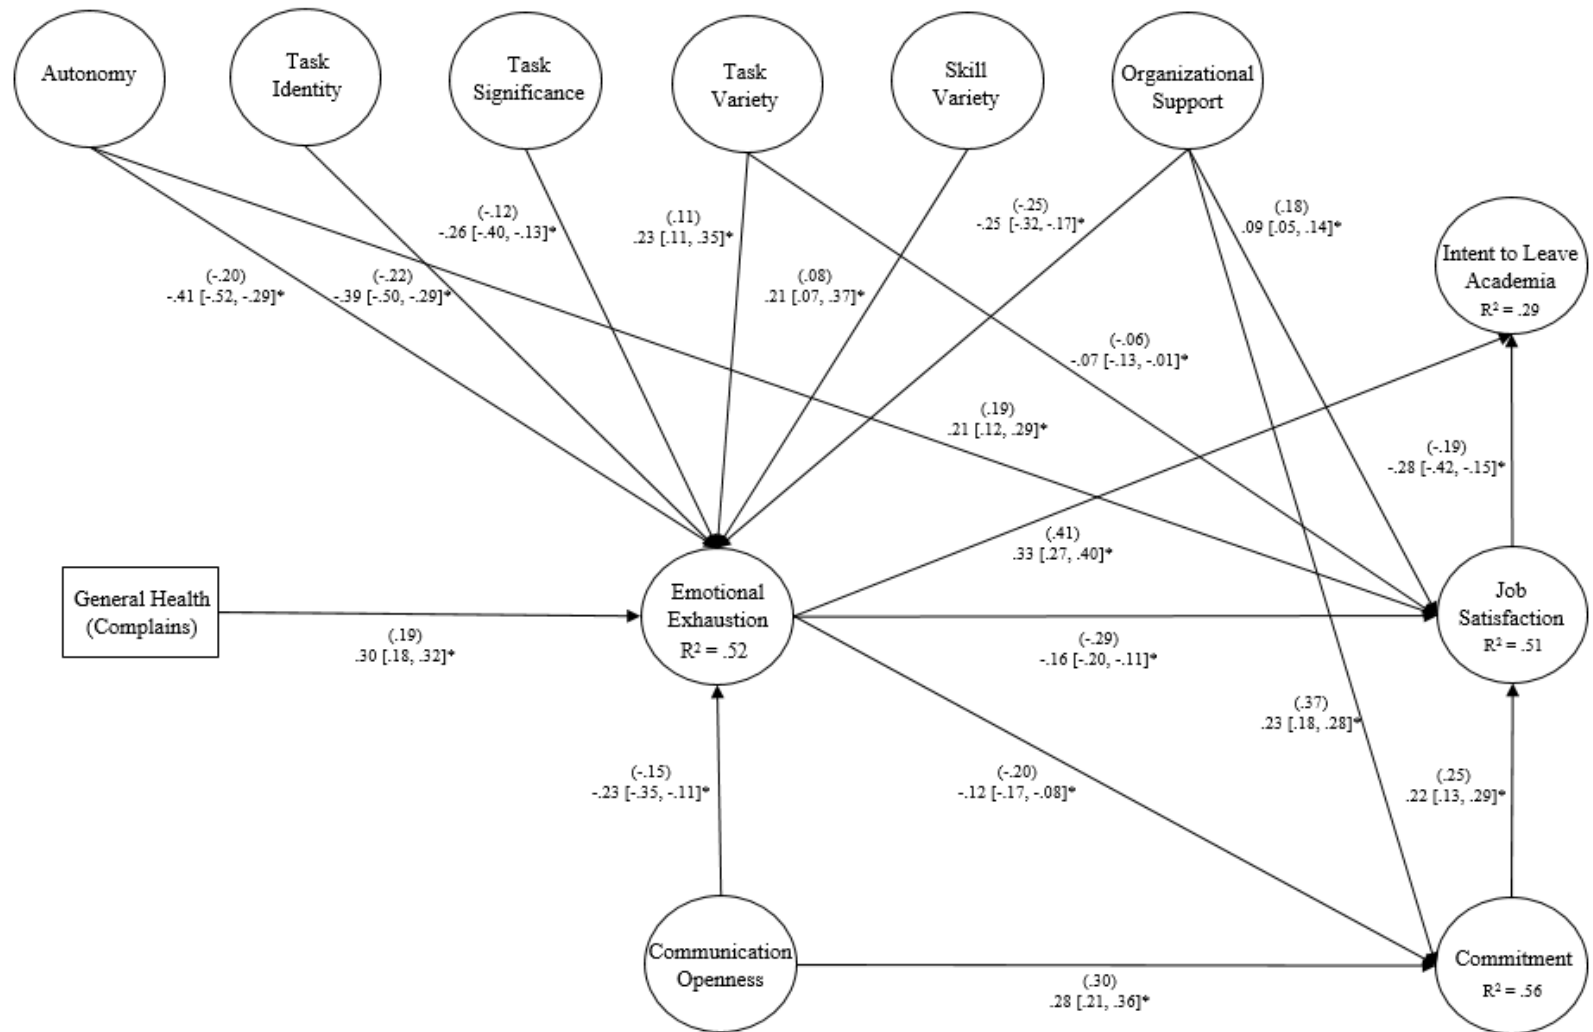 Autonomy
Task
Identity
Task
Significance
Task
Variety
Skill
Variety
Organizational
Support
(-.12)
-.26 [-.40, -.13]*
(.11)
.23 [.11, .35]*
(-.25)
-.25 [-.32, -.17]*
(.18)
.09 [.05, .14]*
Intent to Leave
Academia
R² = .29
(-.20)
-.41 [-.52, -.29]*
(-.22)
-.39 [-.50, -.29]*
(.08)
.21 [.07, .37]*
(-.06)
-.07 [-.13, -.01]*
(.19)
.21 [.12, .29]*
(-.19)
-.28 [-.42, -.15]*
(.41)
.33 [.27, .40]*
General Health
(Complains)
(.19)
.30 [.18, .32]*
Emotional
Exhaustion
R² = .52
(-.29)
-.16 [-.20, -.11]*
Job
Satisfaction
R² = .51
(.37)
.23 [.18, .28]*
(-.15)
-.23 [-.35, -.11]*
(-.20)
-.12 [-.17, -.08]*
(.25)
.22 [.13, .29]*
Communication
Openness
(.30)
.28 [.21, .36]*
Commitment
R² = .56